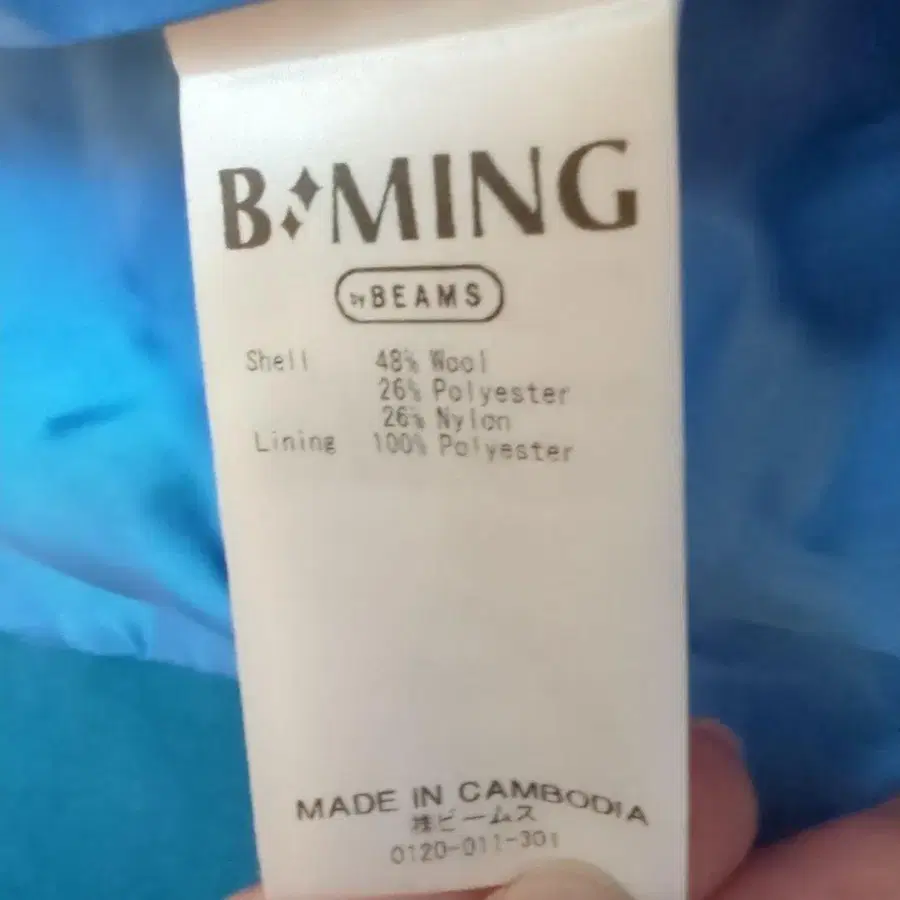 B MING
by BEAMS
Shell 48% Wool
26% Polyester
26% Nylon
Lining 100% Polyester
MADE IN CAMBODIA
㈱ビームス
0120-011-301